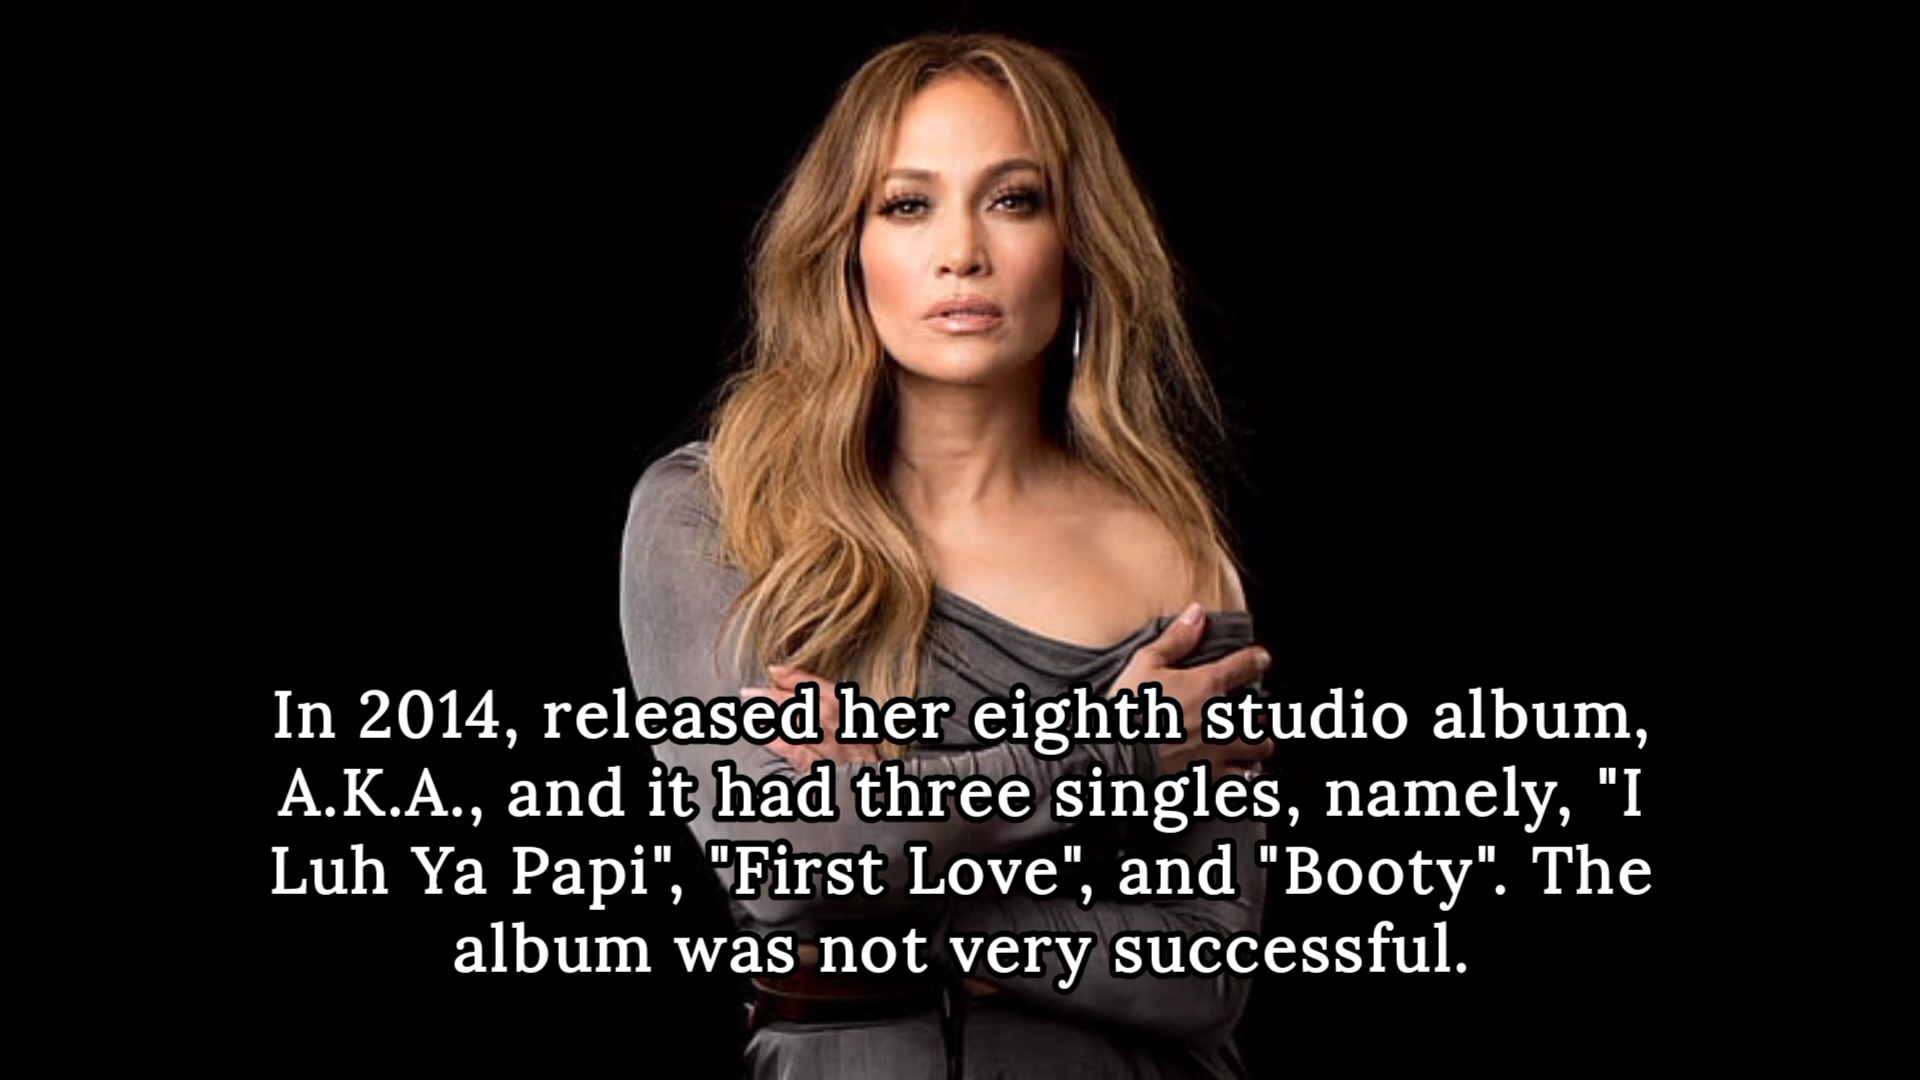 In 2014, released her eighth studio album,
A.K.A., and it had three singles, namely, "I
Luh Ya Papi", "First Love", and "Booty". The
album was not very successful.